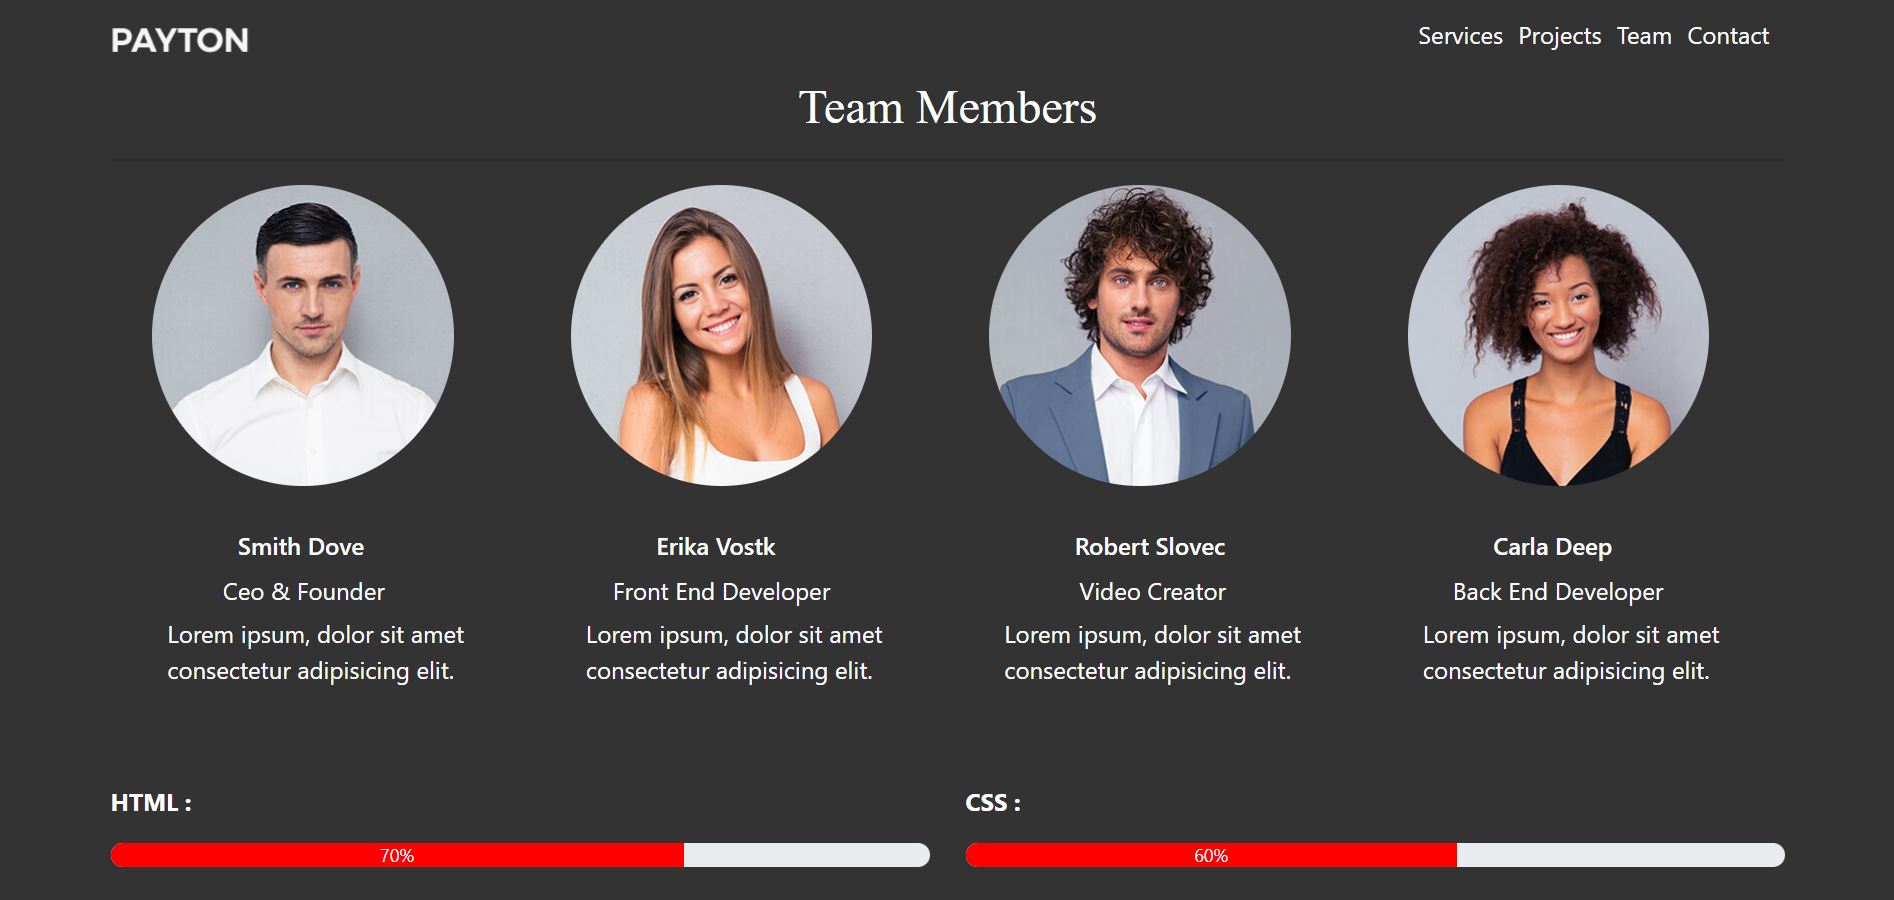 PAYTON
Services Projects Team Contact
Team Members
Smith Dove
Ceo & Founder
Lorem ipsum, dolor sit amet
consectetur adipisicing elit.
Erika Vostk
Front End Developer
Lorem ipsum, dolor sit amet
consectetur adipisicing elit.
Robert Slovec
Video Creator
Lorem ipsum, dolor sit amet
consectetur adipisicing elit.
Carla Deep
Back End Developer
Lorem ipsum, dolor sit amet
consectetur adipisicing elit.
HTML :
70%
CSS :
60%